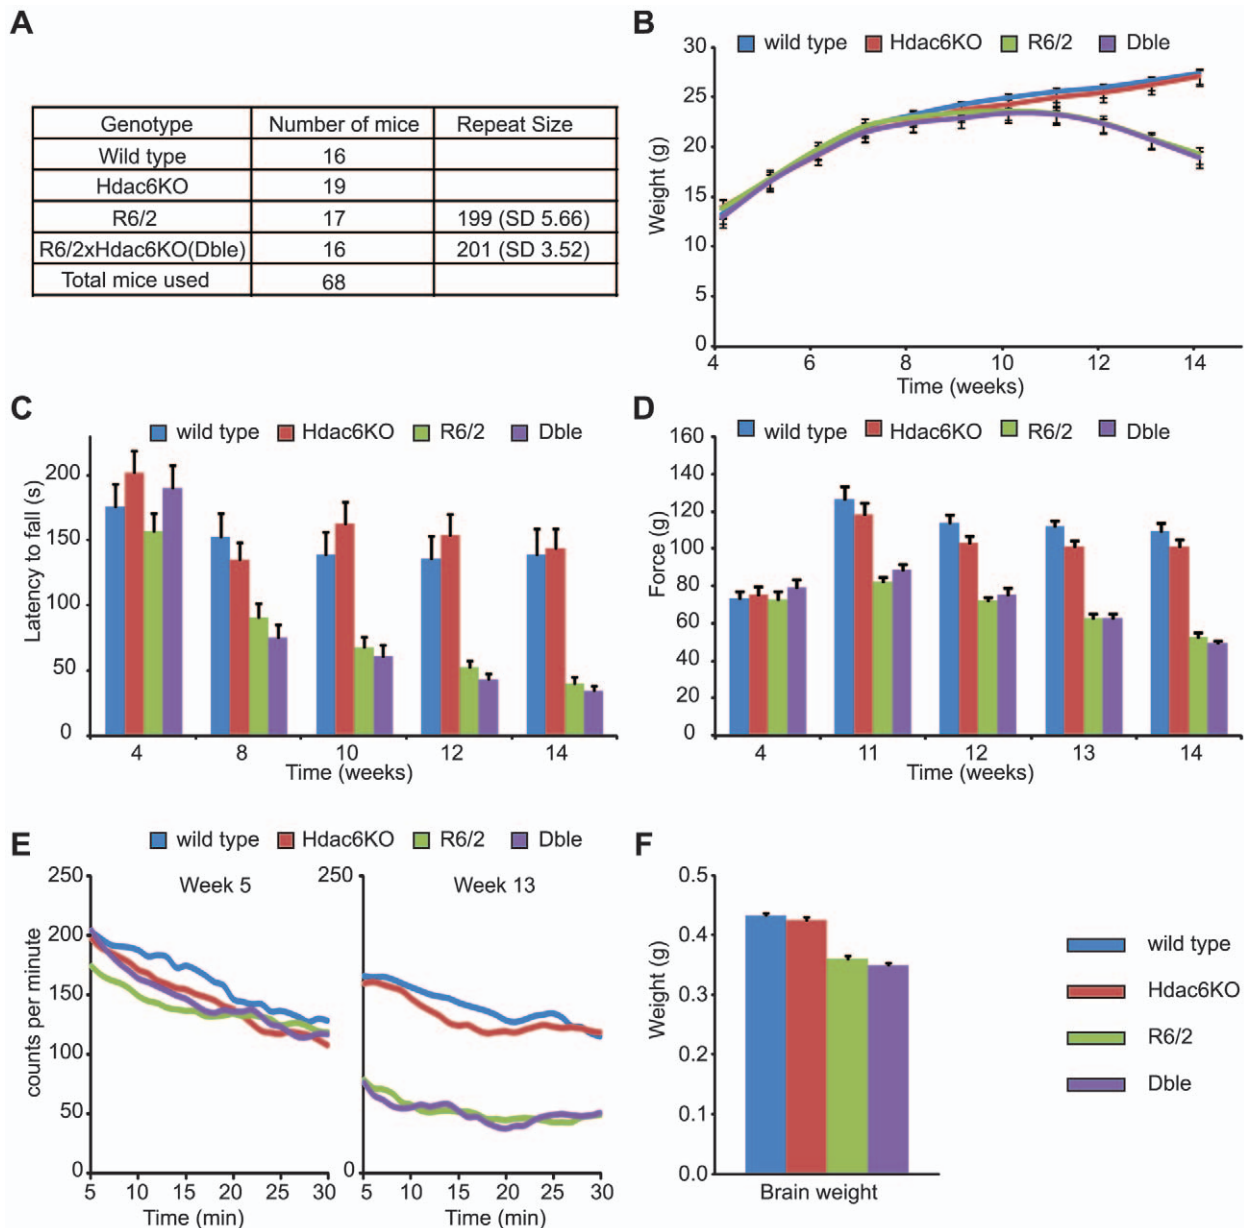 A
Genotype Number of mice Repeat Size
Wild type 16
Hdac6KO 19
R6/2 17 199 (SD 5.66)
R6/2xHdac6KO(Dble) 16 201 (SD 3.52)
Total mice used 68
B
wild type Hdac6KO R6/2 Dble
30
25
20
15
10
5
0
Weight (g)
4 6 8 10 12 14
Time (weeks)
C
wild type Hdac6KO R6/2 Dble
200
150
100
50
0
Latency to fall (s)
4 8 10 12 14
Time (weeks)
D
wild type Hdac6KO R6/2 Dble
160
140
120
100
80
60
40
20
0
Force (g)
4 11 12 13 14
Time (weeks)
E
wild type Hdac6KO R6/2 Dble
Week 5
250
200
150
100
50
0
counts per minute
5 10 15 20 25 30
Time (min)
Week 13
250
0
5 10 15 20 25 30
Time (min)
F
0.5
0.4
0.3
0.2
0.1
0.0
Weight (g)
Brain weight
wild type
Hdac6KO
R6/2
Dble